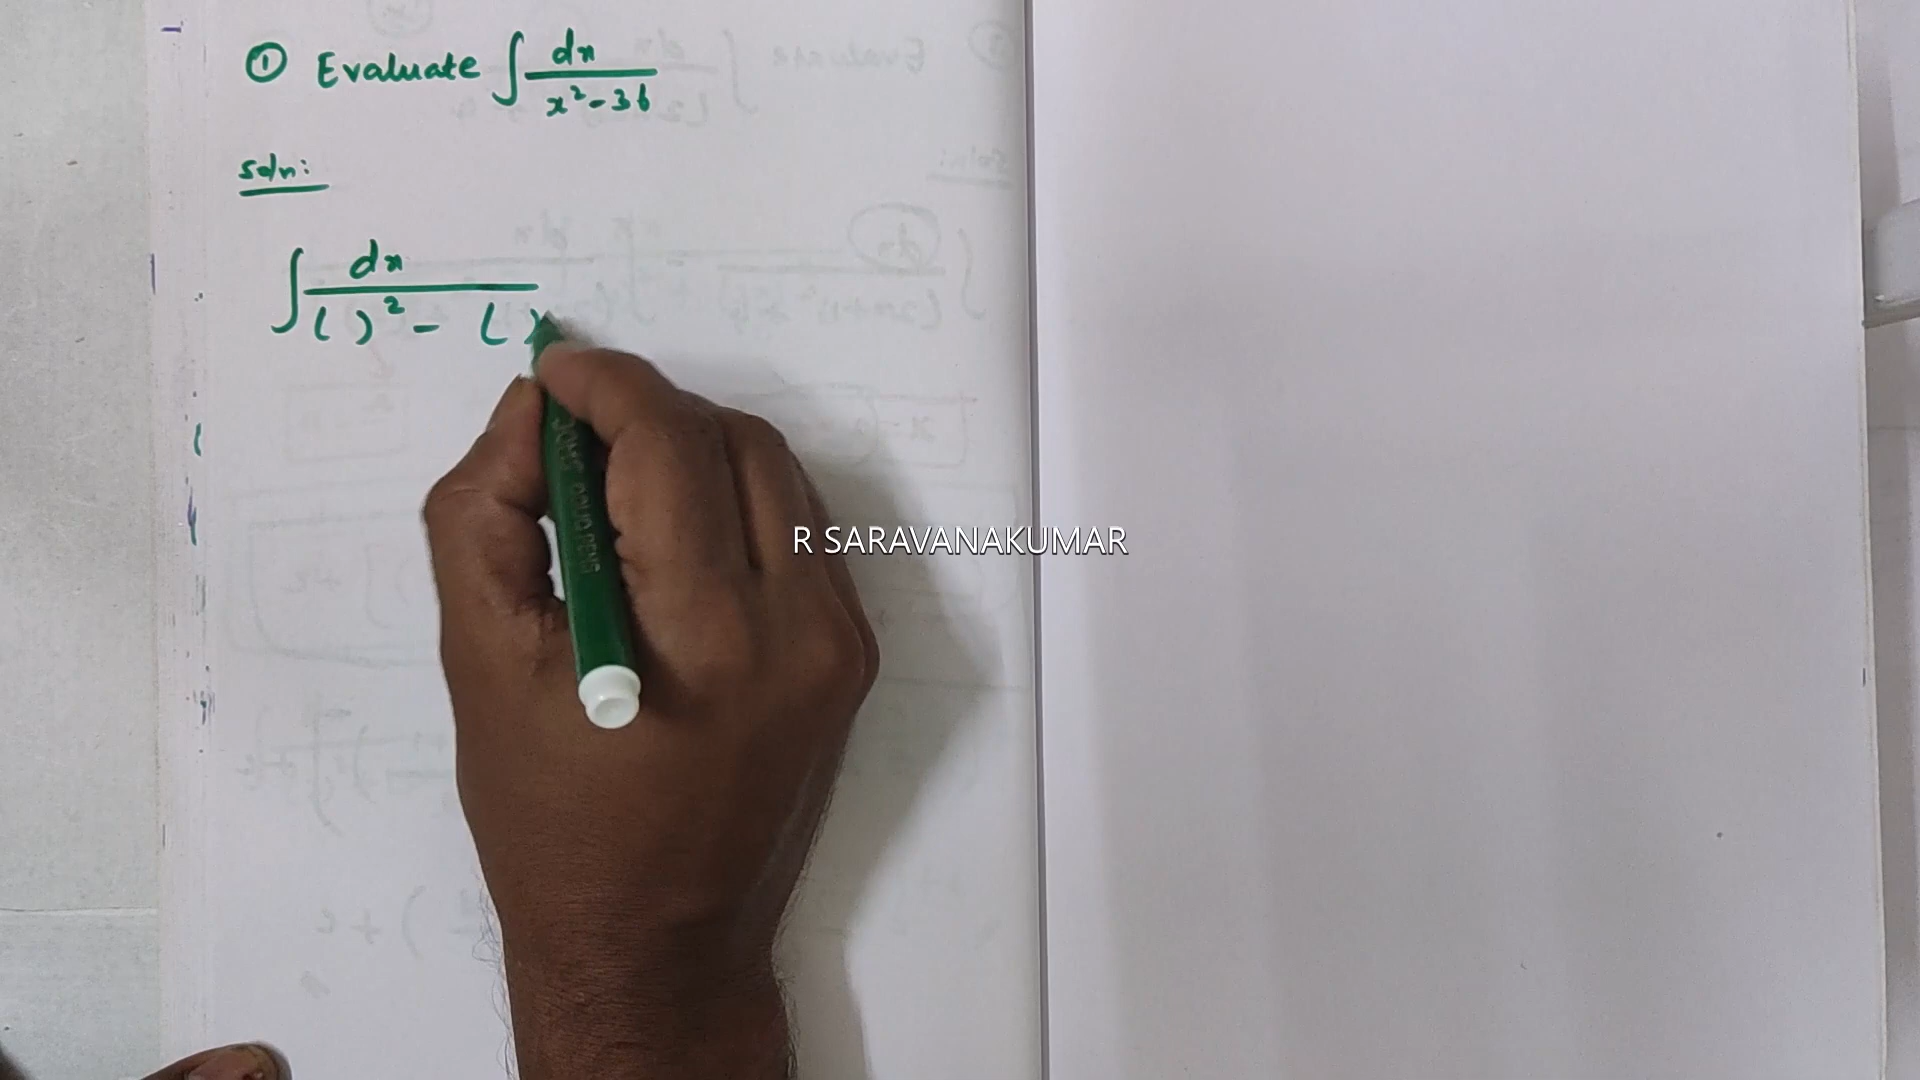 ① Evaluate ∫ dx / x² - 36
Soln:
∫ dx / ( )² - ( )
R SARAVANAKUMAR